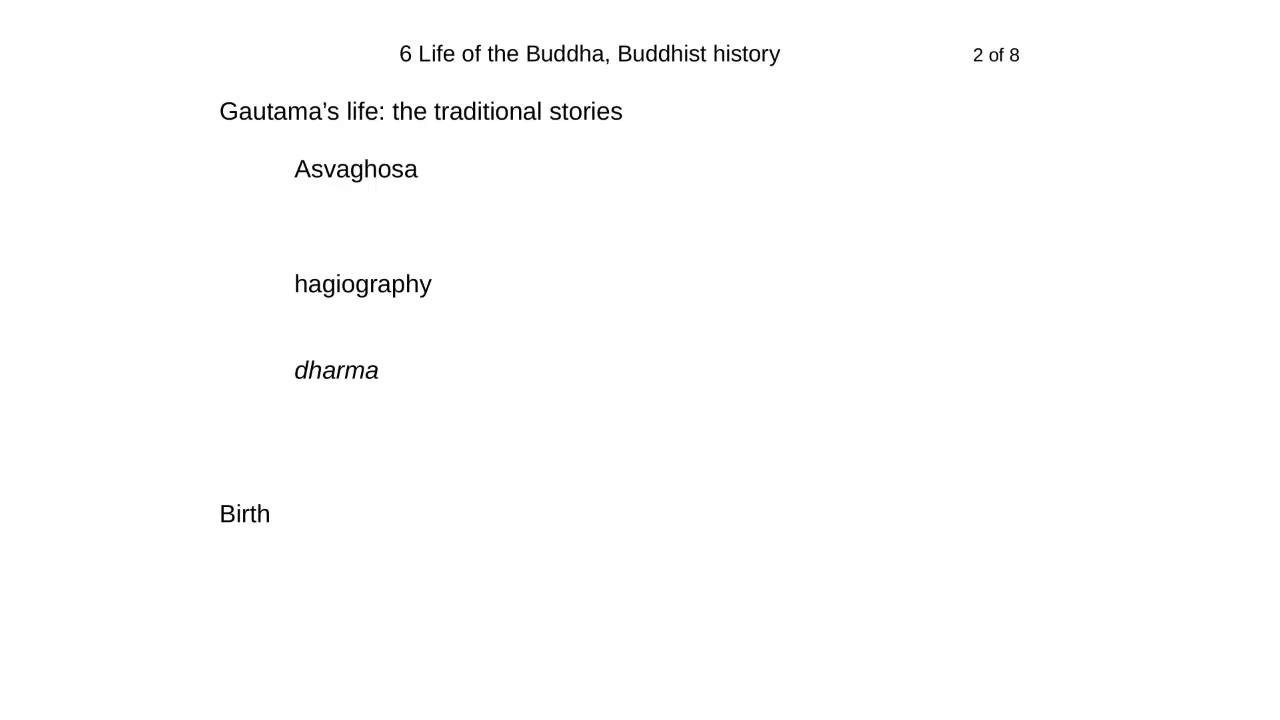 6 Life of the Buddha, Buddhist history 2 of 8
Gautama’s life: the traditional stories
Asvaghosa
hagiography
dharma
Birth